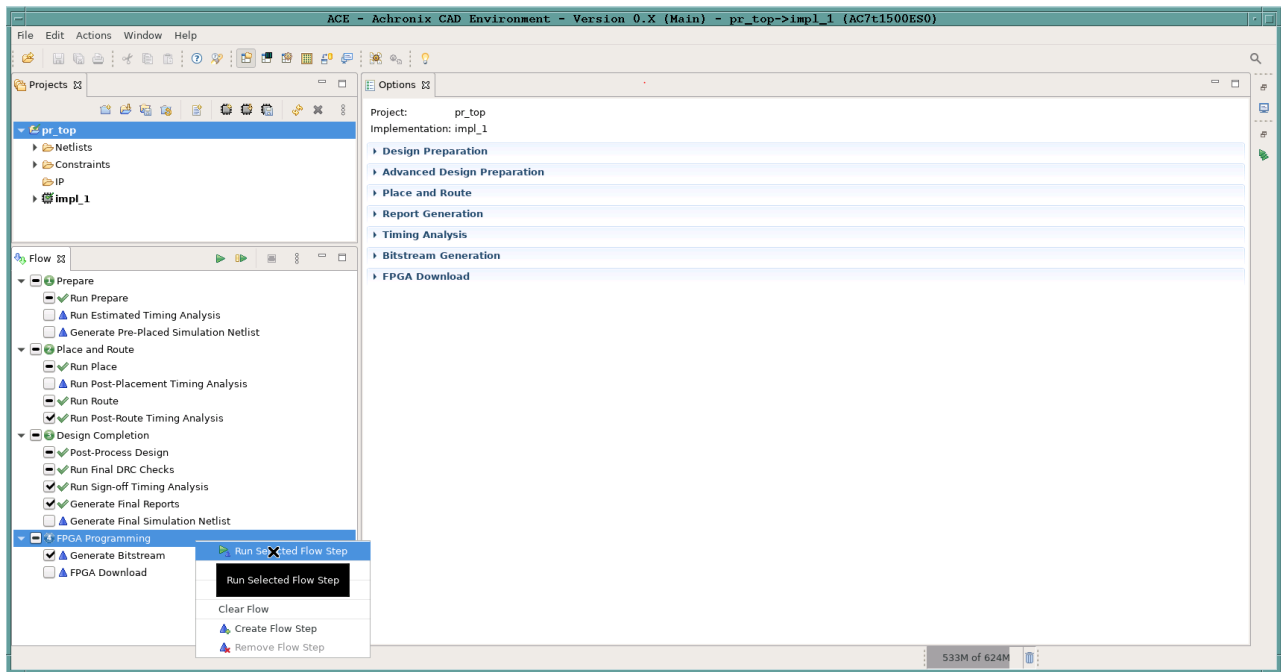 ACE - Achronix CAD Environment - Version 0.X (Main) - pr_top->impl_1 (AC7t1500ES0)
File Edit Actions Window Help
Projects
pr_top
Netlists
Constraints
IP
impl_1
Flow
1 Prepare
Run Prepare
Run Estimated Timing Analysis
Generate Pre-Placed Simulation Netlist
2 Place and Route
Run Place
Run Post-Placement Timing Analysis
Run Route
Run Post-Route Timing Analysis
3 Design Completion
Post-Process Design
Run Final DRC Checks
Run Sign-off Timing Analysis
Generate Final Reports
Generate Final Simulation Netlist
4 FPGA Programming
Generate Bitstream
FPGA Download
Run Selected Flow Step
Run Selected Flow Step
Clear Flow
Create Flow Step
Remove Flow Step
Options
Project: pr_top
Implementation: impl_1
Design Preparation
Advanced Design Preparation
Place and Route
Report Generation
Timing Analysis
Bitstream Generation
FPGA Download
533M of 624M